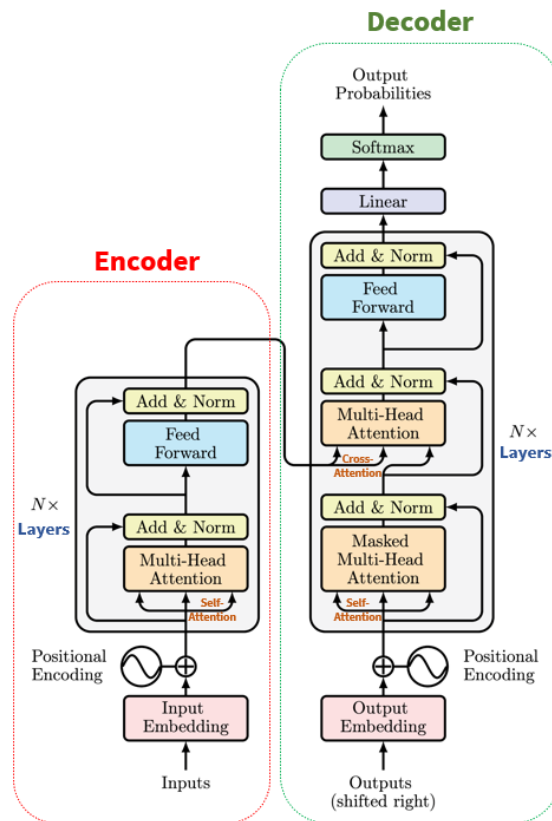 Decoder
Output
Probabilities
Softmax
Linear
Add & Norm
Feed
Forward
Add & Norm
Multi-Head
Attention
Cross-
Attention
N×
Layers
Add & Norm
Masked
Multi-Head
Attention
Self-
Attention
Positional
Encoding
Output
Embedding
Outputs
(shifted right)
Encoder
Add & Norm
Feed
Forward
N×
Layers
Add & Norm
Multi-Head
Attention
Self-
Attention
Positional
Encoding
Input
Embedding
Inputs